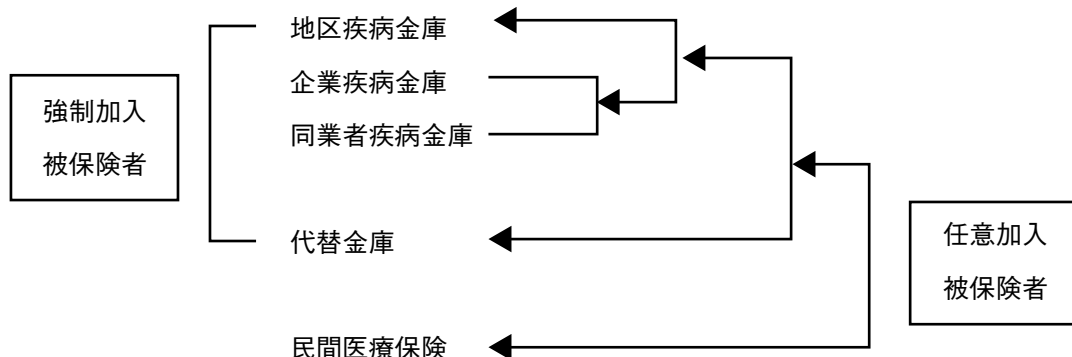 強制加入
被保険者
地区疾病金庫
企業疾病金庫
同業者疾病金庫
代替金庫
民間医療保険
任意加入
被保険者